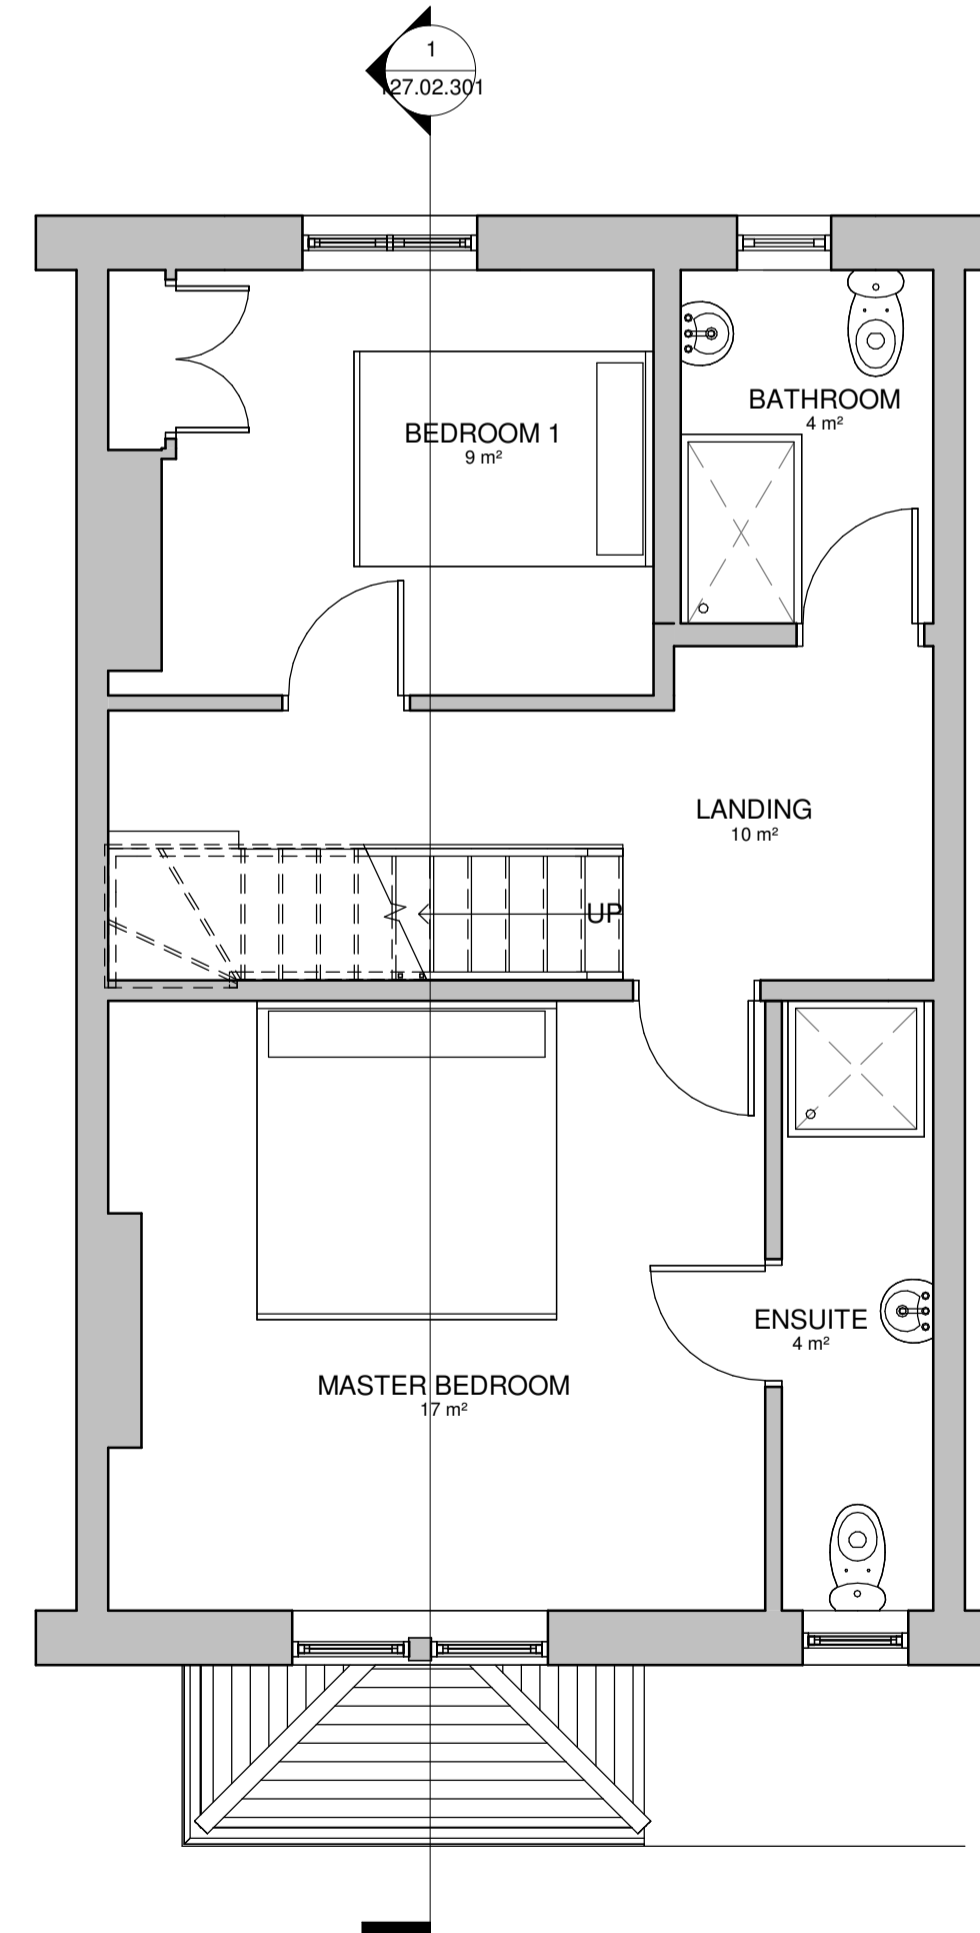 1
127.02.301
BEDROOM 1
9 m²
BATHROOM
4 m²
LANDING
10 m²
UP
ENSUITE
4 m²
MASTER BEDROOM
17 m²